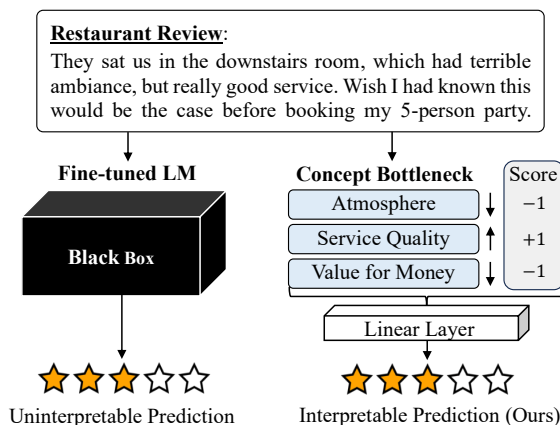 Restaurant Review:
They sat us in the downstairs room, which had terrible
ambiance, but really good service. Wish I had known this
would be the case before booking my 5-person party.
Fine-tuned LM
Black Box
Uninterpretable Prediction
Concept Bottleneck
Score
Atmosphere
−1
Service Quality
+1
Value for Money
−1
Linear Layer
Interpretable Prediction (Ours)